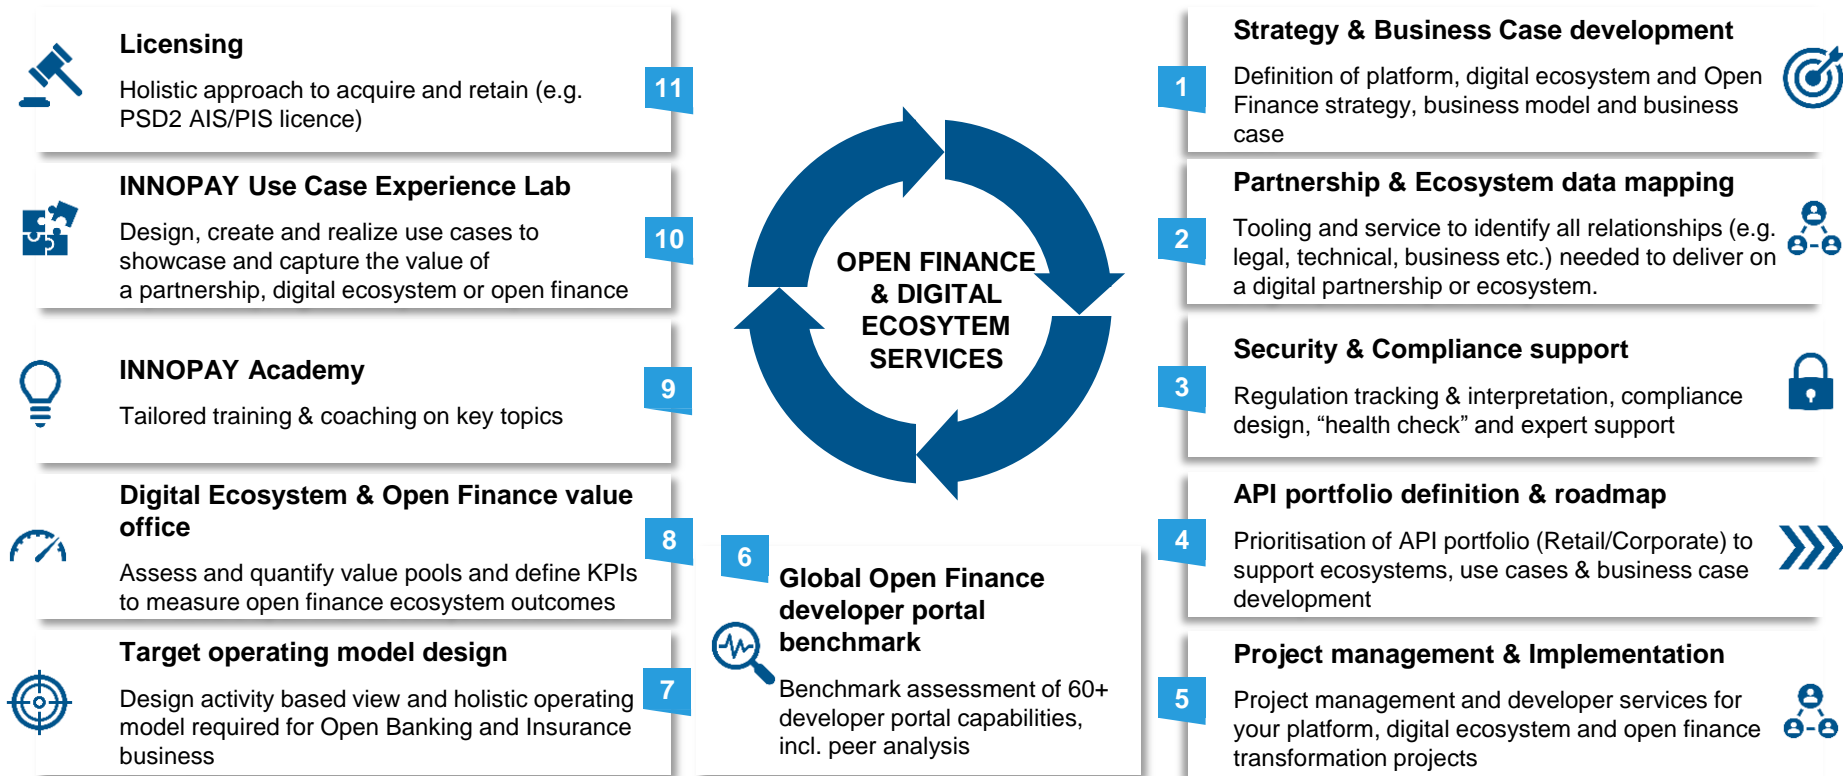 Licensing
Holistic approach to acquire and retain (e.g.
PSD2 AIS/PIS licence)
11
INNOPAY Use Case Experience Lab
Design, create and realize use cases to
showcase and capture the value of
a partnership, digital ecosystem or open finance
10
INNOPAY Academy
Tailored training & coaching on key topics
9
Digital Ecosystem & Open Finance value
office
Assess and quantify value pools and define KPIs
to measure open finance ecosystem outcomes
8
Target operating model design
Design activity based view and holistic operating
model required for Open Banking and Insurance
business
7
OPEN FINANCE
& DIGITAL
ECOSYTEM
SERVICES
6
Global Open Finance
developer portal
benchmark
Benchmark assessment of 60+
developer portal capabilities,
incl. peer analysis
1
Strategy & Business Case development
Definition of platform, digital ecosystem and Open
Finance strategy, business model and business
case
2
Partnership & Ecosystem data mapping
Tooling and service to identify all relationships (e.g.
legal, technical, business etc.) needed to deliver on
a digital partnership or ecosystem.
3
Security & Compliance support
Regulation tracking & interpretation, compliance
design, “health check” and expert support
4
API portfolio definition & roadmap
Prioritisation of API portfolio (Retail/Corporate) to
support ecosystems, use cases & business case
development
5
Project management & Implementation
Project management and developer services for
your platform, digital ecosystem and open finance
transformation projects